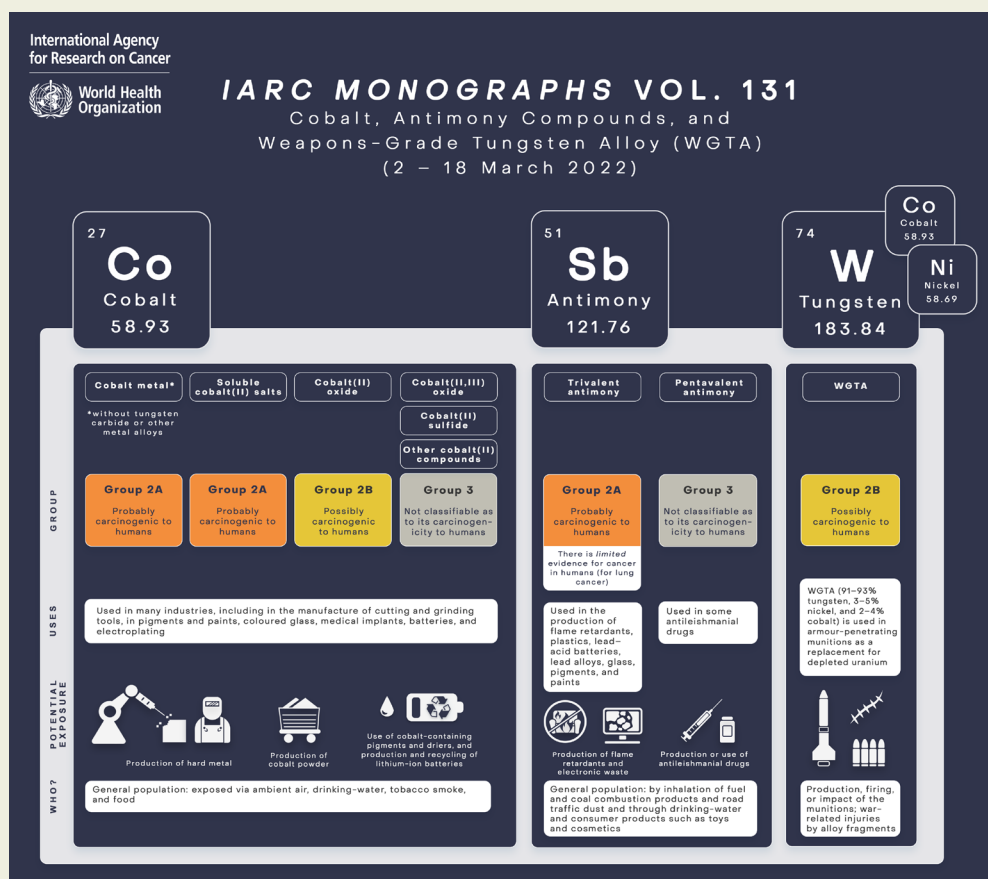 International Agency
for Research on Cancer
World Health
Organization
IARC MONOGRAPHS VOL. 131
Cobalt, Antimony Compounds, and
Weapons-Grade Tungsten Alloy (WGTA)
(2 – 18 March 2022)
27
Co
Cobalt
58.93
51
Sb
Antimony
121.76
74
W
Tungsten
183.84
Co
Cobalt
58.93
Ni
Nickel
58.69
Cobalt metal*
*without tungsten
carbide or other
metal alloys
Soluble
cobalt(II) salts
Cobalt(II)
oxide
Cobalt(II,III)
oxide
Cobalt(II)
sulfide
Other cobalt(II)
compounds
Trivalent
antimony
Pentavalent
antimony
WGTA
GROUP
Group 2A
Probably
carcinogenic to
humans
Group 2A
Probably
carcinogenic to
humans
Group 2B
Possibly
carcinogenic
to humans
Group 3
Not classifiable as
to its carcinogen-
icity to humans
Group 2A
Probably
carcinogenic to
humans
There is limited
evidence for cancer
in humans (for lung
cancer)
Group 3
Not classifiable as
to its carcinogen-
icity to humans
Group 2B
Possibly
carcinogenic to
humans
USES
Used in many industries, including in the manufacture of cutting and grinding
tools, in pigments and paints, coloured glass, medical implants, batteries, and
electroplating
Used in the
production of
flame retardants,
plastics, lead-
acid batteries,
lead alloys, glass,
pigments, and
paints
Used in some
antileishmanial
drugs
WGTA (91–93%
tungsten, 3–5%
nickel, and 2–4%
cobalt) is used in
armour-penetrating
munitions as a
replacement for
depleted uranium
POTENTIAL
EXPOSURE
Production of hard metal
Production of
cobalt powder
Use of cobalt-containing
pigments and driers, and
production and recycling of
lithium-ion batteries
Production of flame
retardants and
electronic waste
Production or use of
antileishmanial drugs
WHO?
General population: exposed via ambient air, drinking-water, tobacco smoke,
and food
General population: by inhalation of fuel
and coal combustion products and road
traffic dust and through drinking-water
and consumer products such as toys
and cosmetics
Production, firing,
or impact of the
munitions; war-
related injuries
by alloy fragments